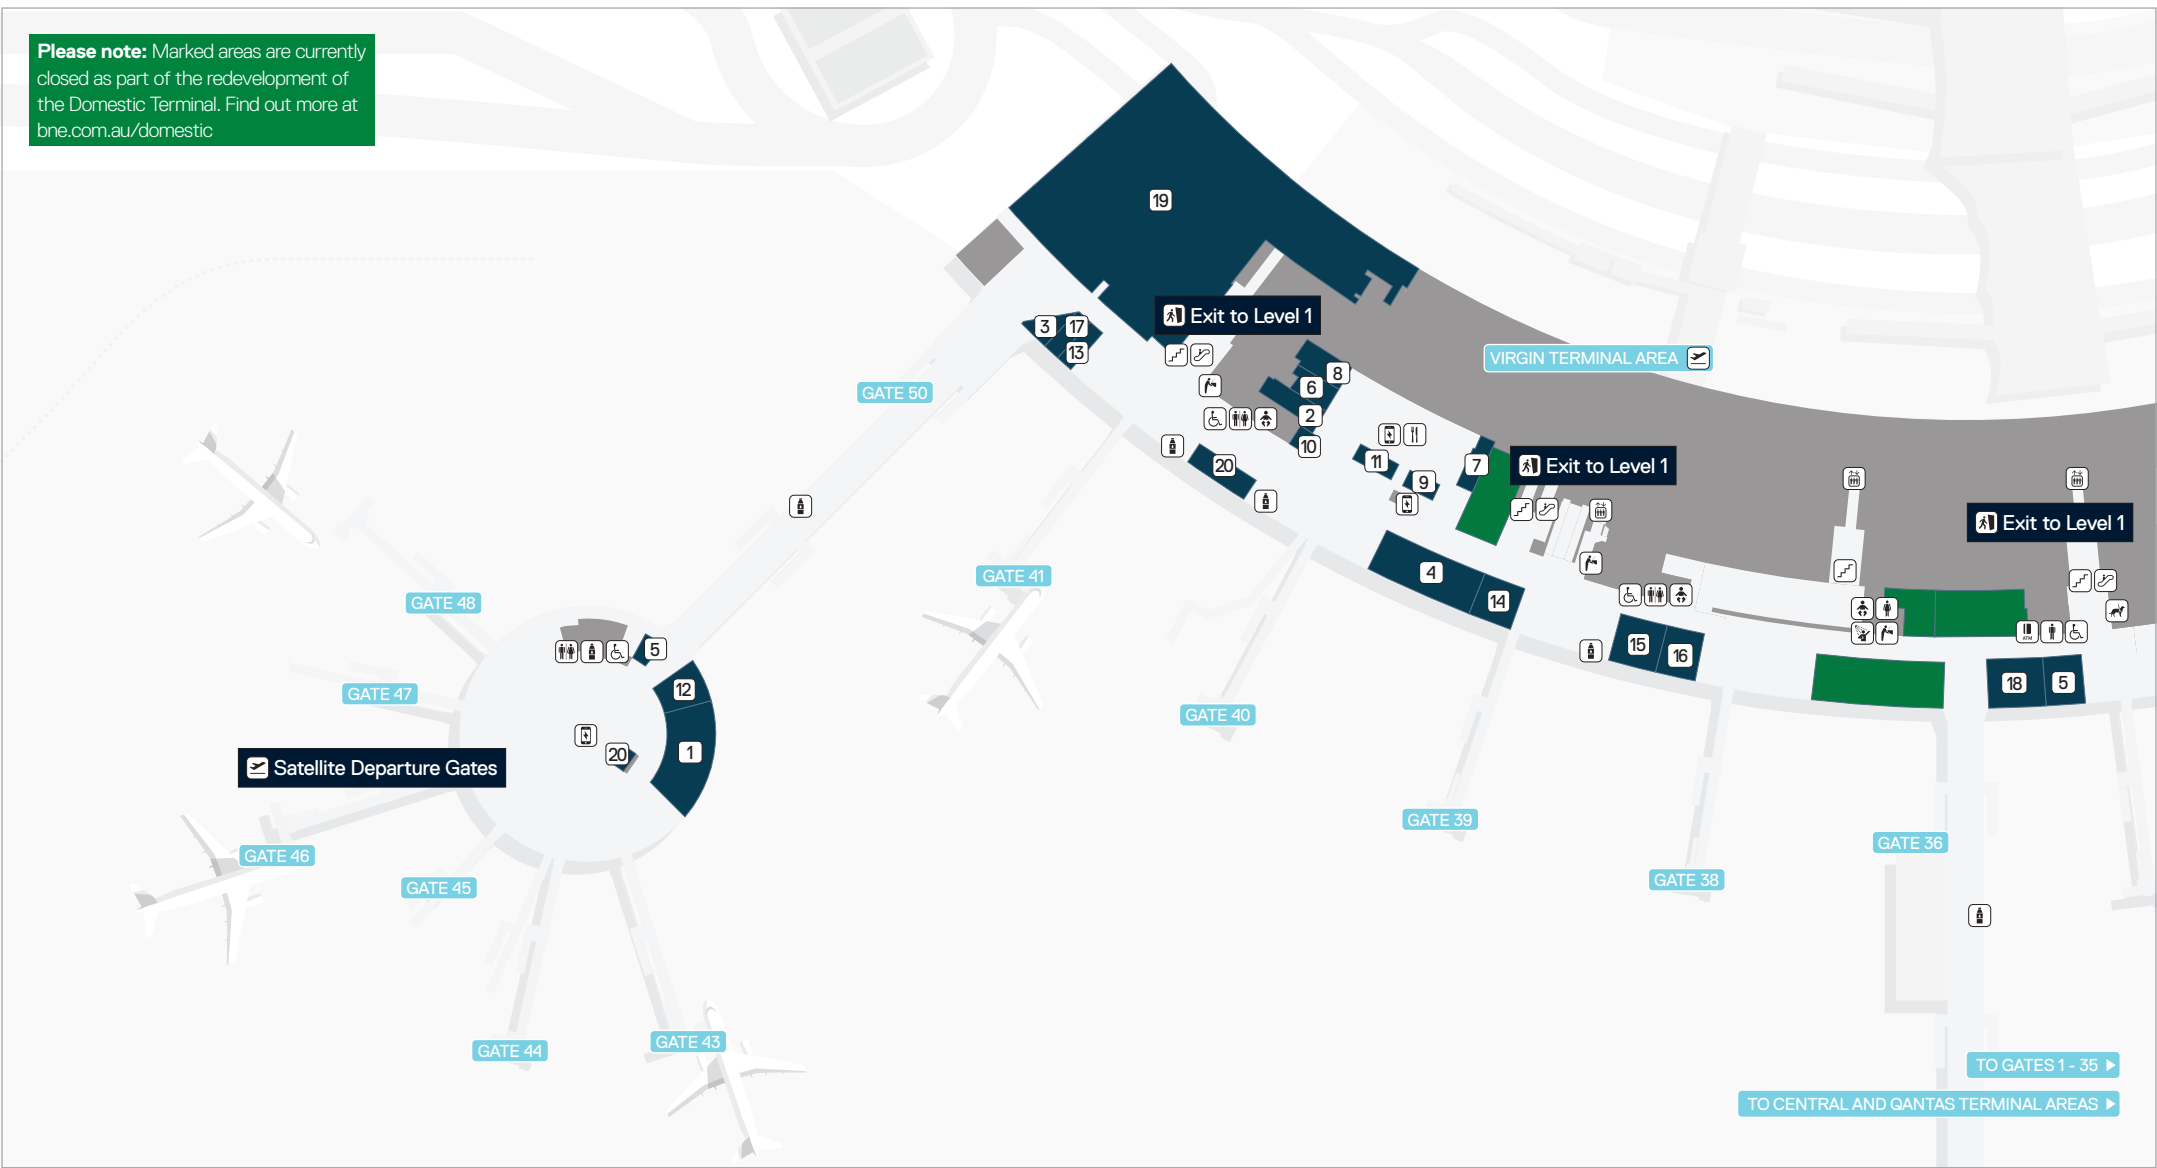 Please note: Marked areas are currently
closed as part of the redevelopment of
the Domestic Terminal. Find out more at
bne.com.au/domestic
19
Exit to Level 1
3
17
13
VIRGIN TERMINAL AREA
8
6
2
10
GATE 50
20
11
9
7
Exit to Level 1
Exit to Level 1
GATE 41
4
14
GATE 48
5
15
16
ATM
12
18
5
GATE 47
GATE 40
20
1
Satellite Departure Gates
GATE 39
GATE 36
GATE 46
GATE 45
GATE 38
GATE 44
GATE 43
TO GATES 1 - 35
TO CENTRAL AND QANTAS TERMINAL AREAS